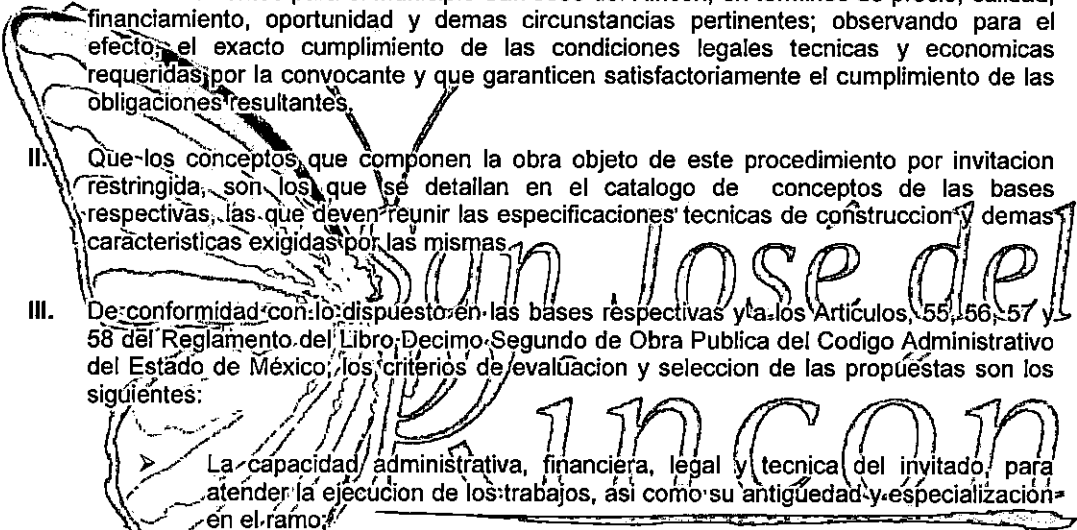 financiamiento, oportunidad y demas circunstancias pertinentes; observando para el
efecto, el exacto cumplimiento de las condiciones legales tecnicas y economicas
requeridas por la convocante y que garanticen satisfactoriamente el cumplimiento de las
obligaciones resultantes.
II. Que los conceptos que componen la obra objeto de este procedimiento por invitacion
restringida, son los que se detallan en el catalogo de conceptos de las bases
respectivas, las que deven reunir las especificaciones tecnicas de construccion y demas
caracteristicas exigidas por las mismas.
San Jose del
Rincon
III. De conformidad con lo dispuesto en las bases respectivas y a los Artículos, 55, 56, 57 y
58 del Reglamento del Libro Decimo Segundo de Obra Publica del Codigo Administrativo
del Estado de México, los criterios de evaluacion y seleccion de las propuestas son los
siguientes:
➢ La capacidad administrativa, financiera, legal y tecnica del invitado, para
atender la ejecucion de los trabajos, asi como su antigüedad y especialización
en el ramo;